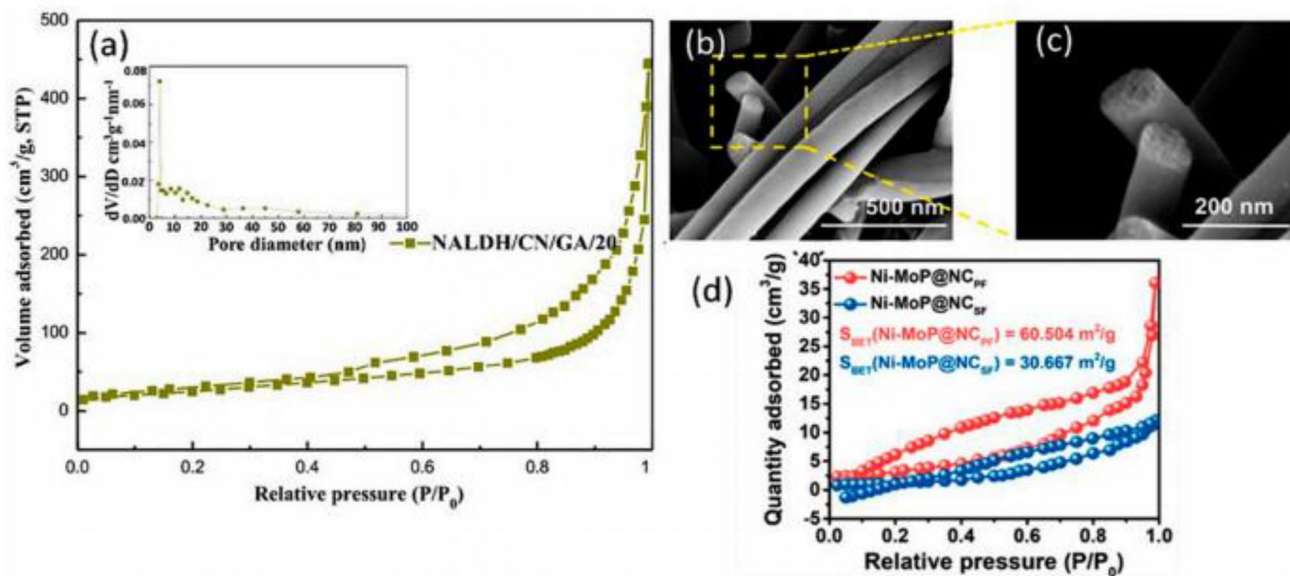 (a)
500
400
300
200
100
0
Volume adsorbed (cm³/g, STP)
0.0
0.2
0.4
0.6
0.8
1
Relative pressure (P/P₀)
NALDH/CN/GA/20
0.08
0.06
0.04
0.02
0.00
dV/dD cm³g⁻¹nm⁻¹
0 10 20 30 40 50 60 70 80 90 100
Pore diameter (nm)
(b)
500 nm
(c)
200 nm
(d)
40
35
30
25
20
15
10
5
0
-5
Quantity adsorbed (cm³/g)
Ni-MoP@NC_PF
Ni-MoP@NC_SF
S_BET(Ni-MoP@NC_PF) = 60.504 m²/g
S_BET(Ni-MoP@NC_SF) = 30.667 m²/g
0.0 0.2 0.4 0.6 0.8 1.0
Relative pressure (P/P₀)